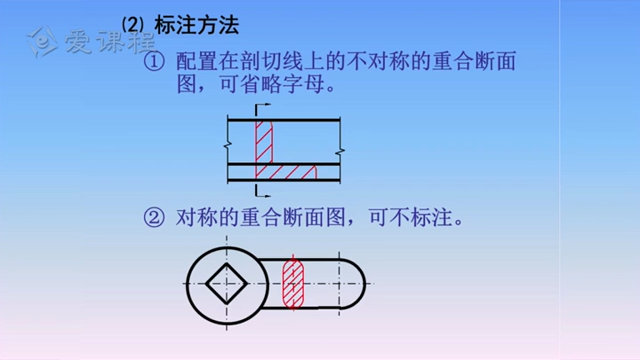 (2) 标注方法
爱课程
① 配置在剖切线上的不对称的重合断面
图，可省略字母。
② 对称的重合断面图，可不标注。